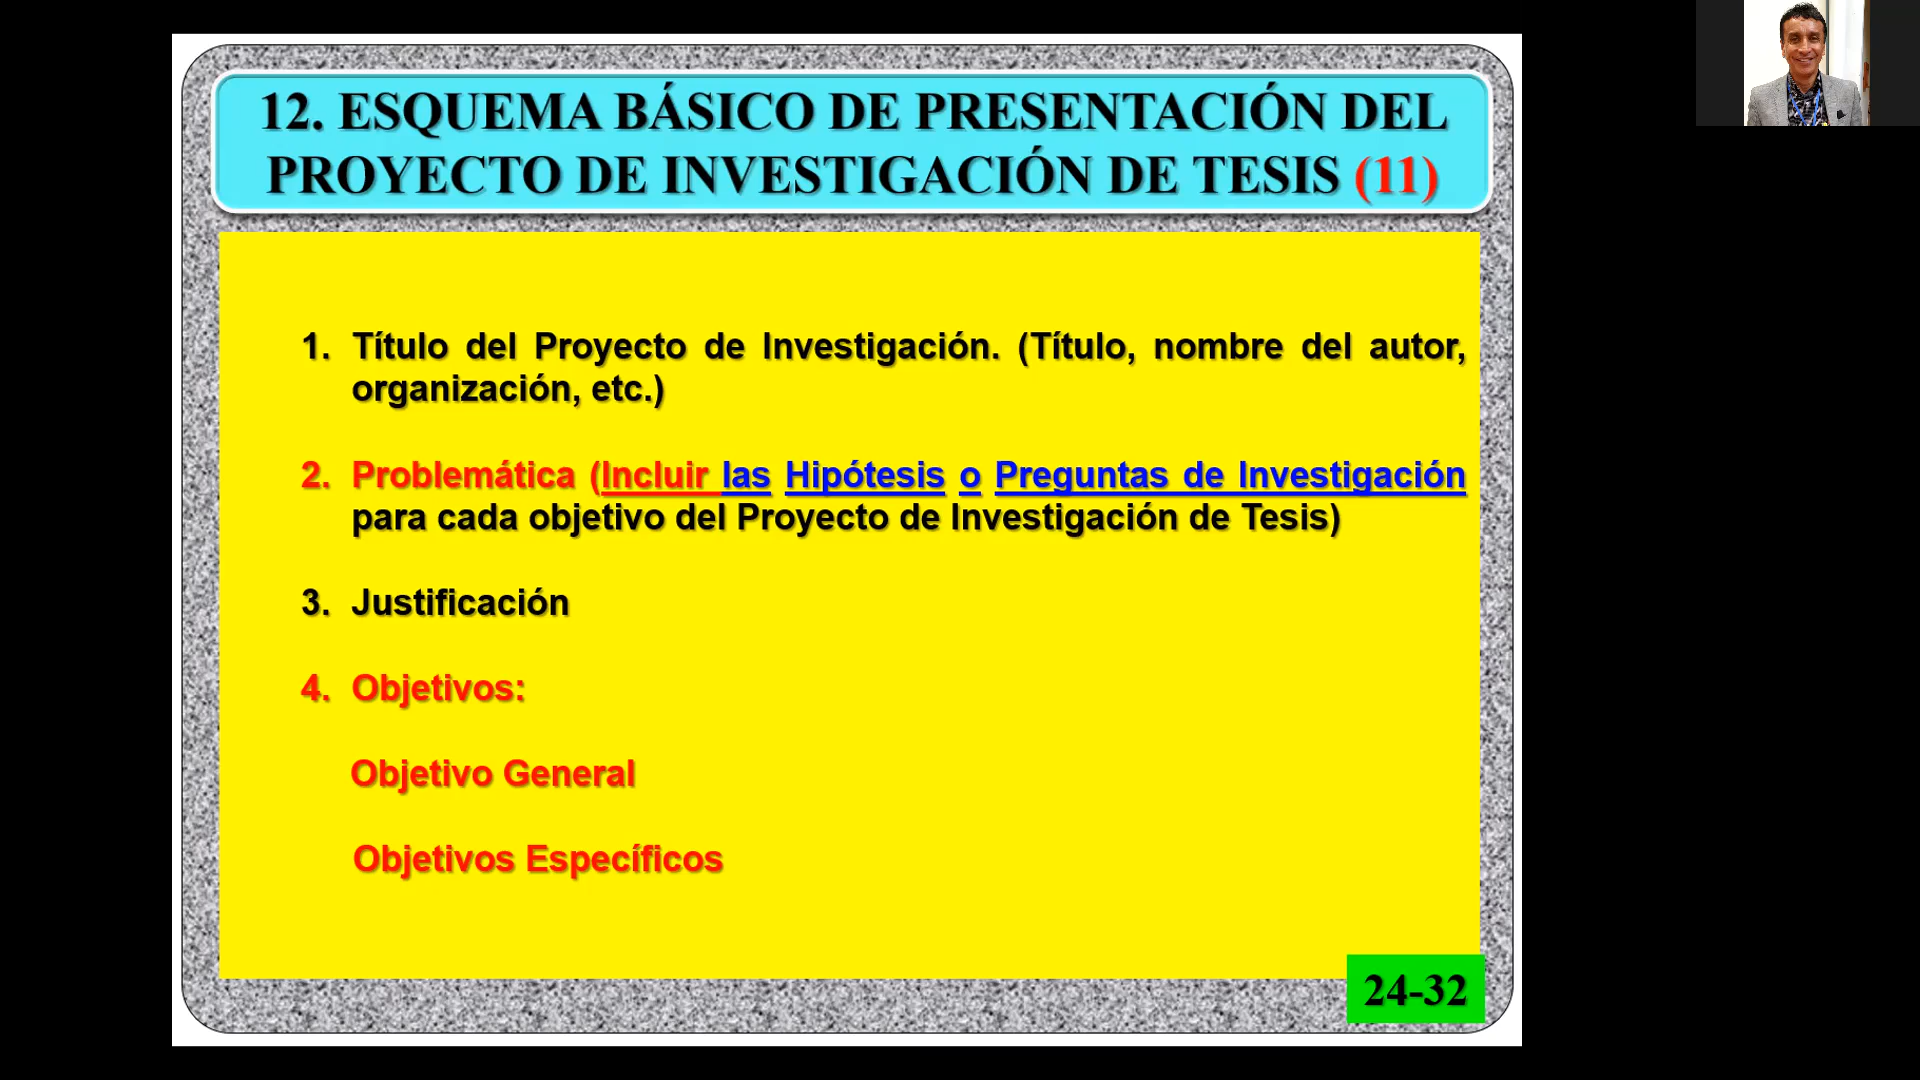 12. ESQUEMA BÁSICO DE PRESENTACIÓN DEL
PROYECTO DE INVESTIGACIÓN DE TESIS (11)
1. Título del Proyecto de Investigación. (Título, nombre del autor,
organización, etc.)
2. Problemática (Incluir las Hipótesis o Preguntas de Investigación
para cada objetivo del Proyecto de Investigación de Tesis)
3. Justificación
4. Objetivos:
Objetivo General
Objetivos Específicos
24-32